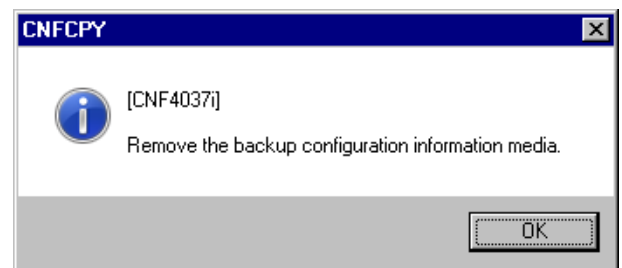 CNFCPY
[CNF4037i]
Remove the backup configuration information media.
OK